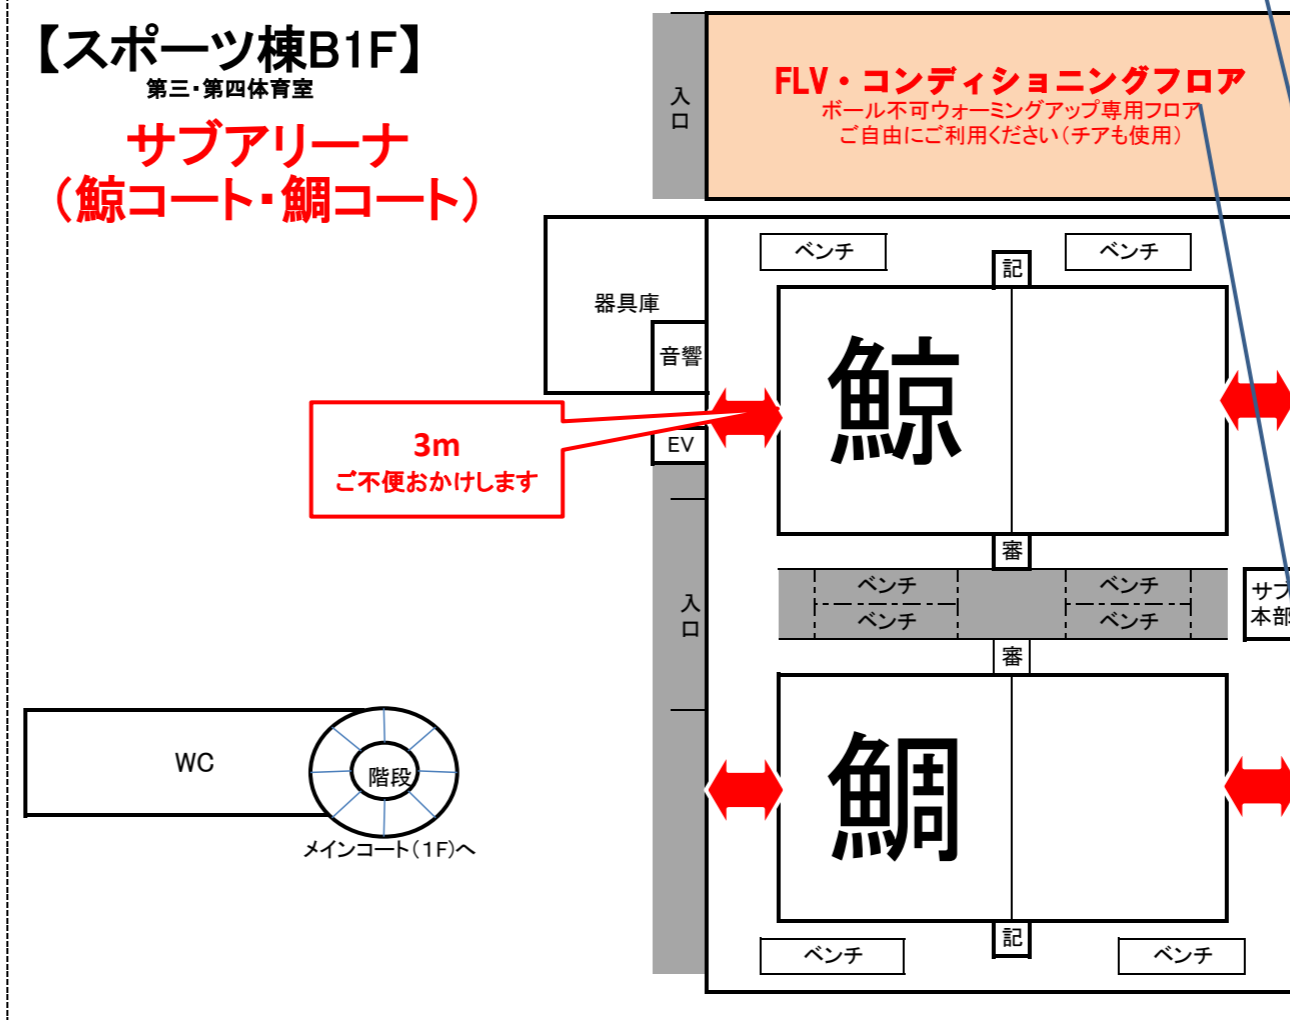 【スポーツ棟B1F】
第三・第四体育室
サブアリーナ
（鯨コート・鯛コート）
入口
FLV・コンディショニングフロア
ボール不可ウォーミングアップ専用フロア
ご自由にご利用ください（チアも使用）
ベンチ
記
ベンチ
器具庫
音響
鯨
3m
ご不便おかけします
EV
審
入口
ベンチ
ベンチ
ベンチ
ベンチ
サブ
本部
審
WC
階段
メインコート（1F）へ
鯛
記
ベンチ
ベンチ